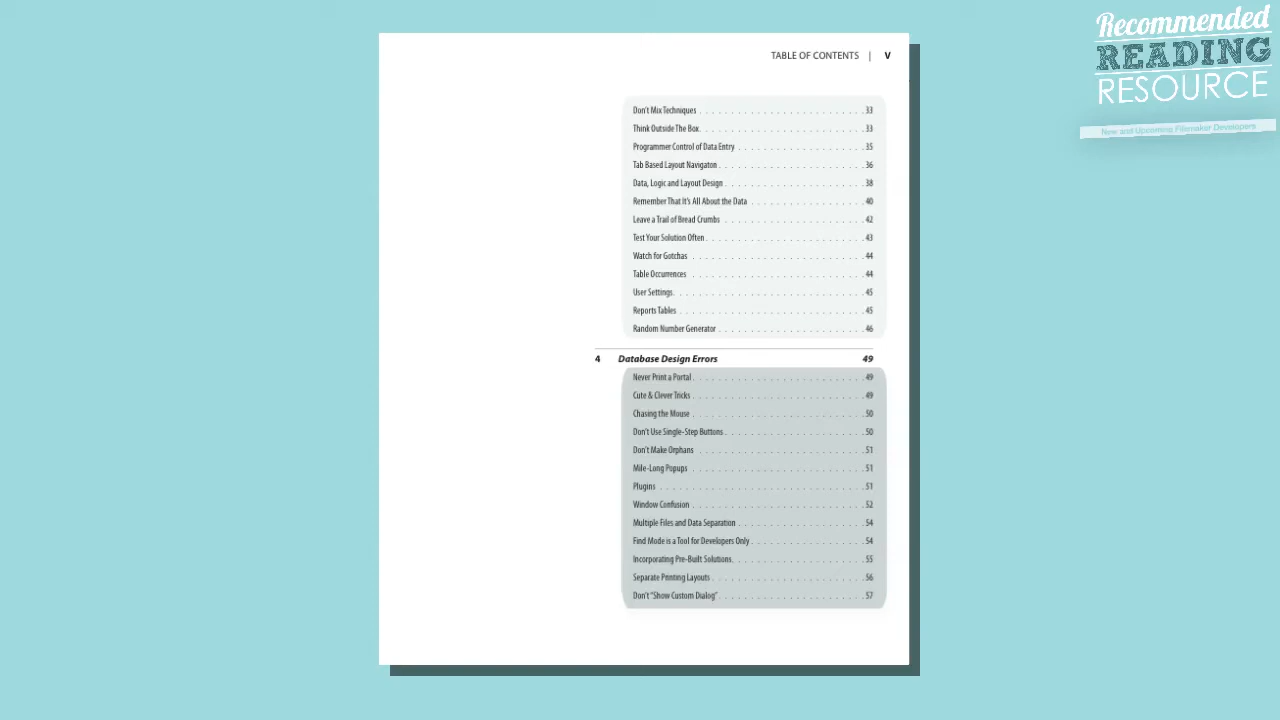 TABLE OF CONTENTS | V
Recommended
READING
RESOURCE
New and Upcoming Filemaker Developers
Don't Mix Techniques . . . . . . . . . . . . . . . . . . . . . . . . . . 33
Think Outside The Box . . . . . . . . . . . . . . . . . . . . . . . . . . 33
Programmer Control of Data Entry . . . . . . . . . . . . . . . . . . . . 35
Tab Based Layout Navigaton . . . . . . . . . . . . . . . . . . . . . . . 36
Data, Logic and Layout Design . . . . . . . . . . . . . . . . . . . . . . 38
Remember That It's All About the Data . . . . . . . . . . . . . . . . . . 40
Leave a Trail of Bread Crumbs . . . . . . . . . . . . . . . . . . . . . . 42
Test Your Solution Often . . . . . . . . . . . . . . . . . . . . . . . . . 43
Watch for Gotchas . . . . . . . . . . . . . . . . . . . . . . . . . . . 44
Table Occurrences . . . . . . . . . . . . . . . . . . . . . . . . . . . 44
User Settings . . . . . . . . . . . . . . . . . . . . . . . . . . . . . . 45
Reports Tables . . . . . . . . . . . . . . . . . . . . . . . . . . . . . 45
Random Number Generator . . . . . . . . . . . . . . . . . . . . . . . 46
4 Database Design Errors 49
Never Print a Portal . . . . . . . . . . . . . . . . . . . . . . . . . . . 49
Cute & Clever Tricks . . . . . . . . . . . . . . . . . . . . . . . . . . . 49
Chasing the Mouse . . . . . . . . . . . . . . . . . . . . . . . . . . . 50
Don't Use Single-Step Buttons . . . . . . . . . . . . . . . . . . . . . . 50
Don't Make Orphans . . . . . . . . . . . . . . . . . . . . . . . . . . 51
Mile-Long Popups . . . . . . . . . . . . . . . . . . . . . . . . . . . 51
Plugins . . . . . . . . . . . . . . . . . . . . . . . . . . . . . . . . 51
Window Confusion . . . . . . . . . . . . . . . . . . . . . . . . . . . 52
Multiple Files and Data Separation . . . . . . . . . . . . . . . . . . . . 54
Find Mode is a Tool for Developers Only . . . . . . . . . . . . . . . . . . 54
Incorporating Pre-Built Solutions . . . . . . . . . . . . . . . . . . . . . 55
Separate Printing Layouts . . . . . . . . . . . . . . . . . . . . . . . . 56
Don't "Show Custom Dialog" . . . . . . . . . . . . . . . . . . . . . . . 57